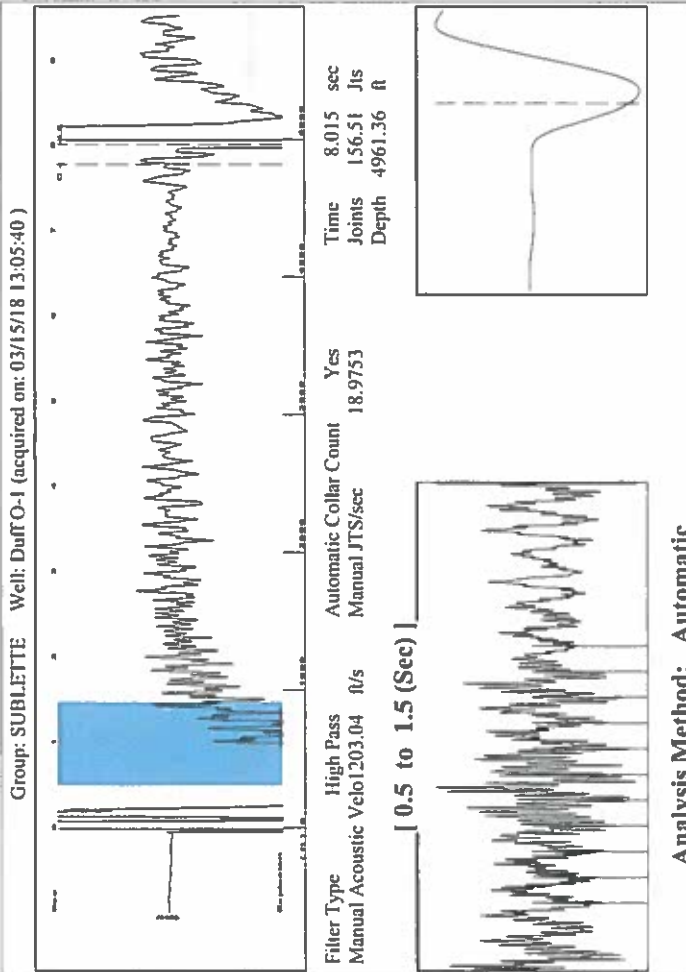 Group: SUBLETTE Well: Duff O-1 (acquired on: 03/15/18 13:05:40 )
Filter Type High Pass Automatic Collar Count Yes Time 8.015 sec
Manual Acoustic Velo1203.04 ft/s Manual JTS/sec 18.9753 Joints 156.51 Jts
Depth 4961.36 ft
[ 0.5 to 1.5 (Sec) ]
Analysis Method: Automatic